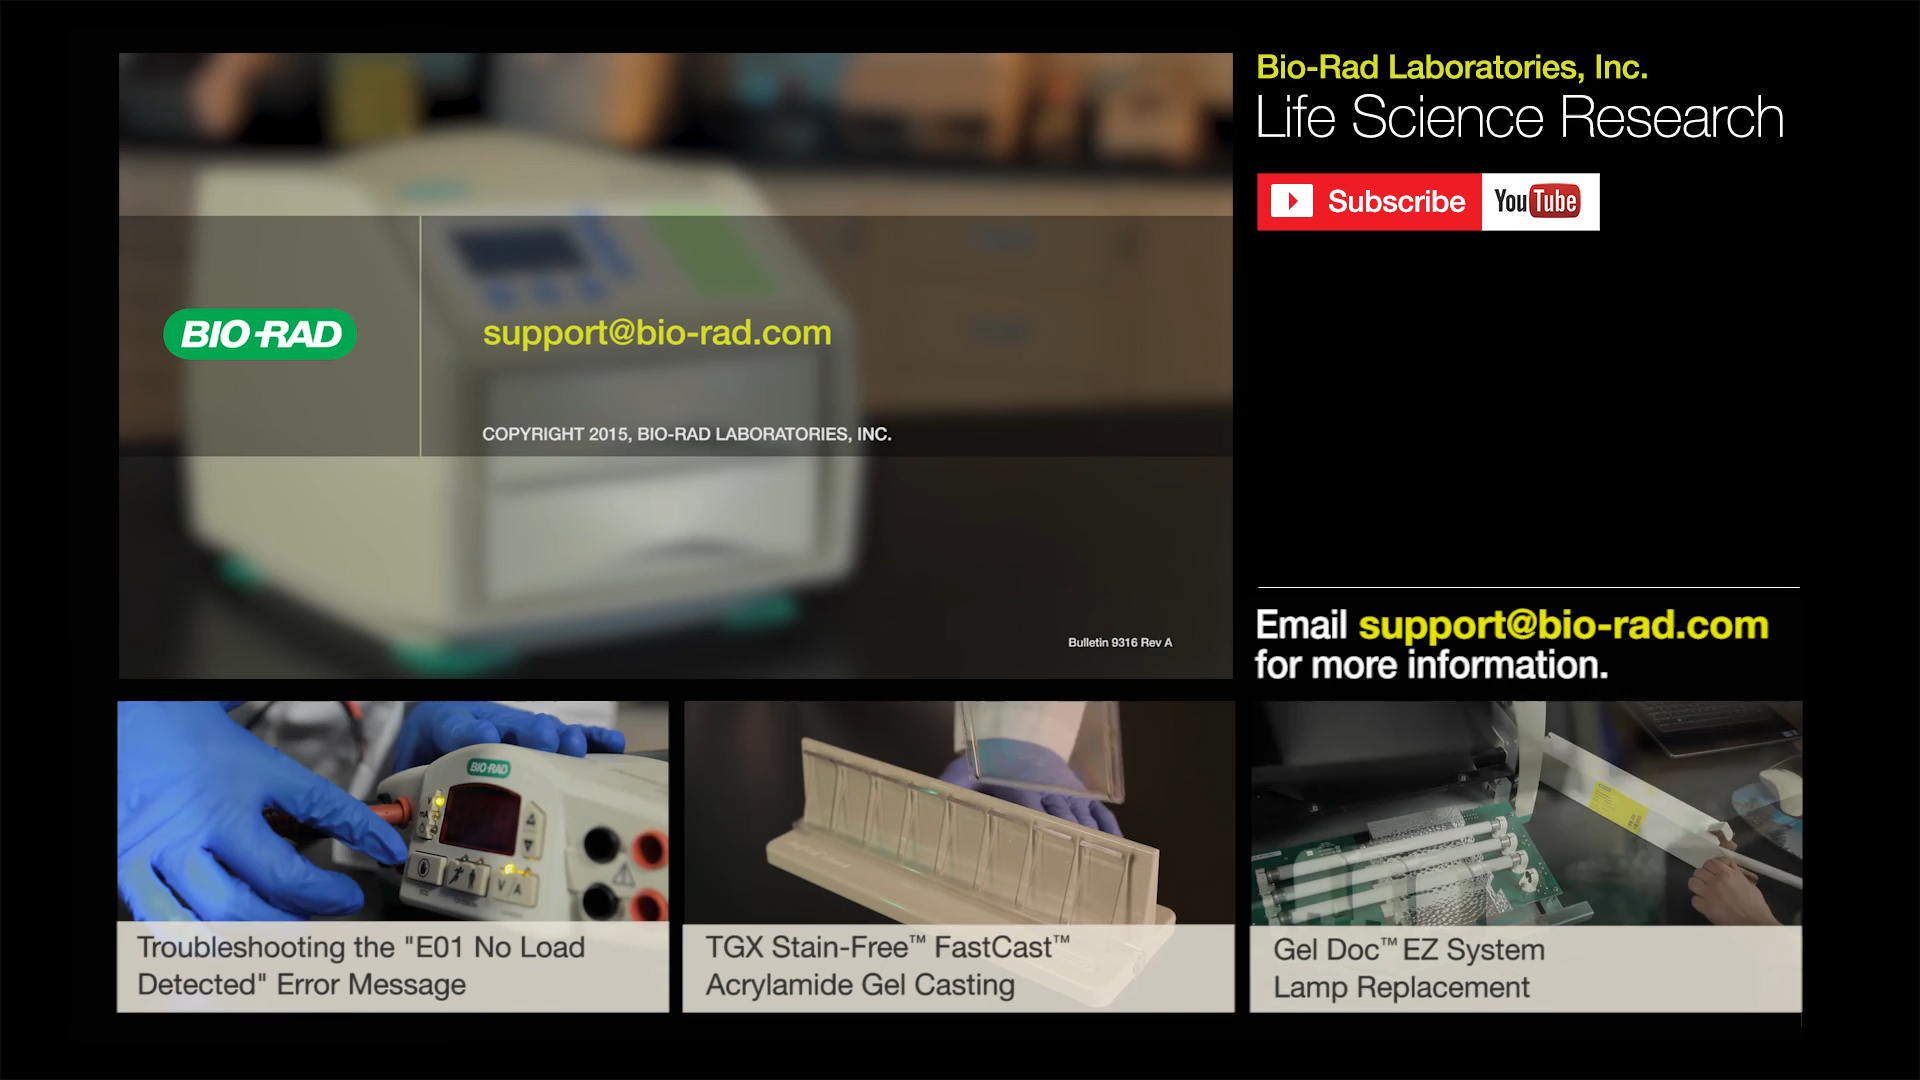 Bio-Rad Laboratories, Inc.
Life Science Research
Subscribe YouTube
BIO-RAD
support@bio-rad.com
COPYRIGHT 2015, BIO-RAD LABORATORIES, INC.
Bulletin 9316 Rev A
Email support@bio-rad.com
for more information.
BIO-RAD
V A
Troubleshooting the "E01 No Load
Detected" Error Message
TGX Stain-Free™ FastCast™
Acrylamide Gel Casting
Gel Doc™ EZ System
Lamp Replacement